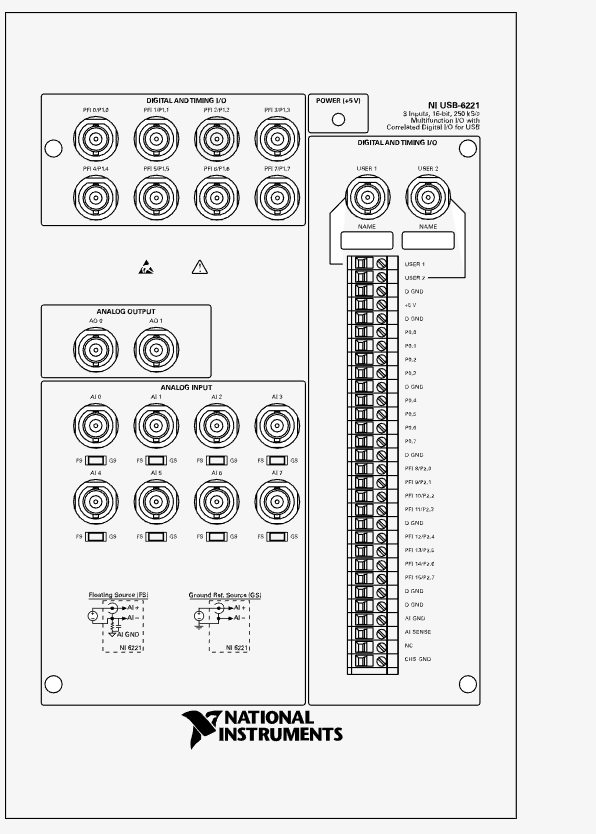 DIGITAL AND TIMING I/O
PFI 0/P1.0 PFI 1/P1.1 PFI 2/P1.2 PFI 3/P1.3
PFI 4/P1.4 PFI 5/P1.5 PFI 6/P1.6 PFI 7/P1.7
POWER (+5 V)
NI USB-6221
8 Inputs, 16-bit, 250 kS/s
Multifunction I/O with
Correlated Digital I/O for USB
DIGITAL AND TIMING I/O
USER 1 USER 2
NAME NAME
USER 1
USER 2
D GND
+5 V
D GND
P0.0
P0.1
P0.2
P0.3
D GND
P0.4
P0.5
P0.6
P0.7
D GND
PFI 8/P2.0
PFI 9/P2.1
PFI 10/P2.2
PFI 11/P2.3
D GND
PFI 12/P2.4
PFI 13/P2.5
PFI 14/P2.6
PFI 15/P2.7
D GND
D GND
AI GND
AI SENSE
NC
CHS GND
ANALOG OUTPUT
AO 0 AO 1
ANALOG INPUT
AI 0 AI 1 AI 2 AI 3
FS GS FS GS FS GS FS GS
AI 4 AI 5 AI 6 AI 7
FS GS FS GS FS GS FS GS
Floating Source (FS)
AI +
AI –
AI GND
NI 6221
Ground Ref. Source (GS)
AI +
AI –
NI 6221
NATIONAL
INSTRUMENTS